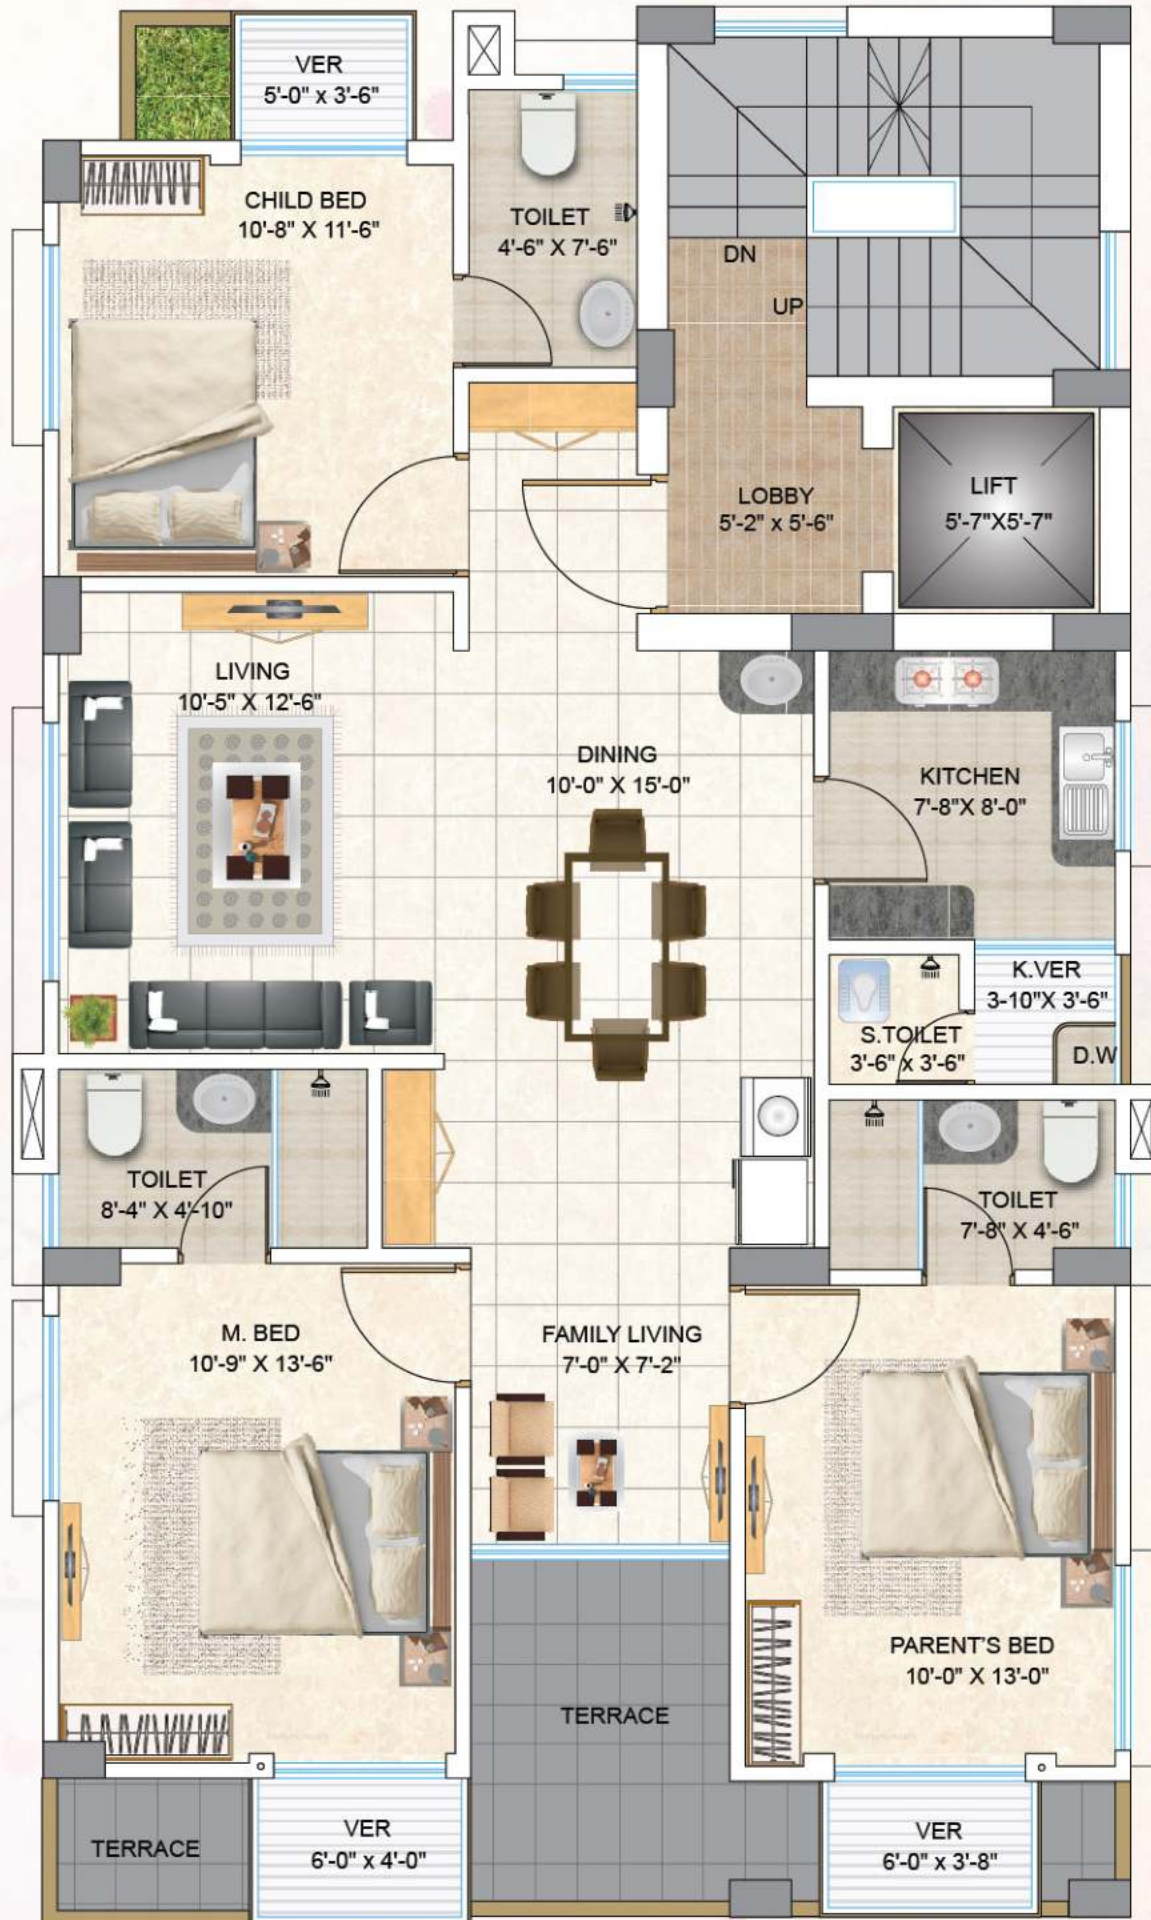 VER
5'-0" x 3'-6"
CHILD BED
10'-8" X 11'-6"
TOILET
4'-6" X 7'-6"
DN
UP
LOBBY
5'-2" x 5'-6"
LIFT
5'-7"X5'-7"
LIVING
10'-5" X 12'-6"
DINING
10'-0" X 15'-0"
KITCHEN
7'-8"X 8'-0"
K.VER
3-10"X 3'-6"
S.TOILET
3'-6" x 3'-6"
D.W
TOILET
8'-4" X 4'-10"
TOILET
7'-8" X 4'-6"
M. BED
10'-9" X 13'-6"
FAMILY LIVING
7'-0" X 7'-2"
PARENT'S BED
10'-0" X 13'-0"
TERRACE
TERRACE
VER
6'-0" x 4'-0"
VER
6'-0" x 3'-8"